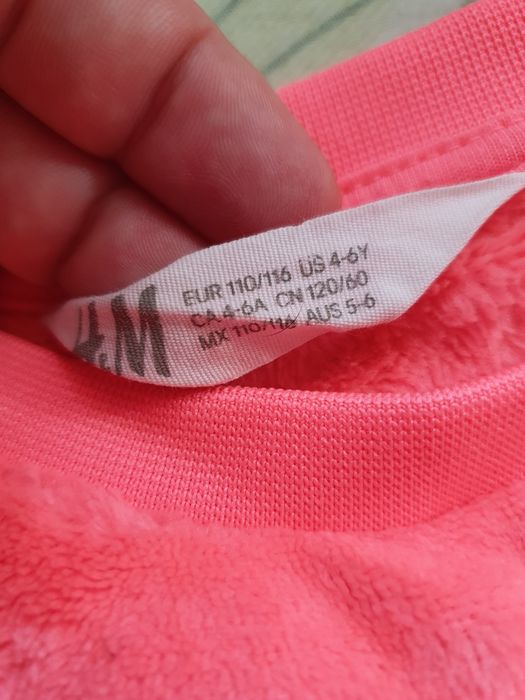 H&M
EUR 110/116 US 4-6Y
CA 4-6A CN 120/60
MX 110/116 AUS 5-6